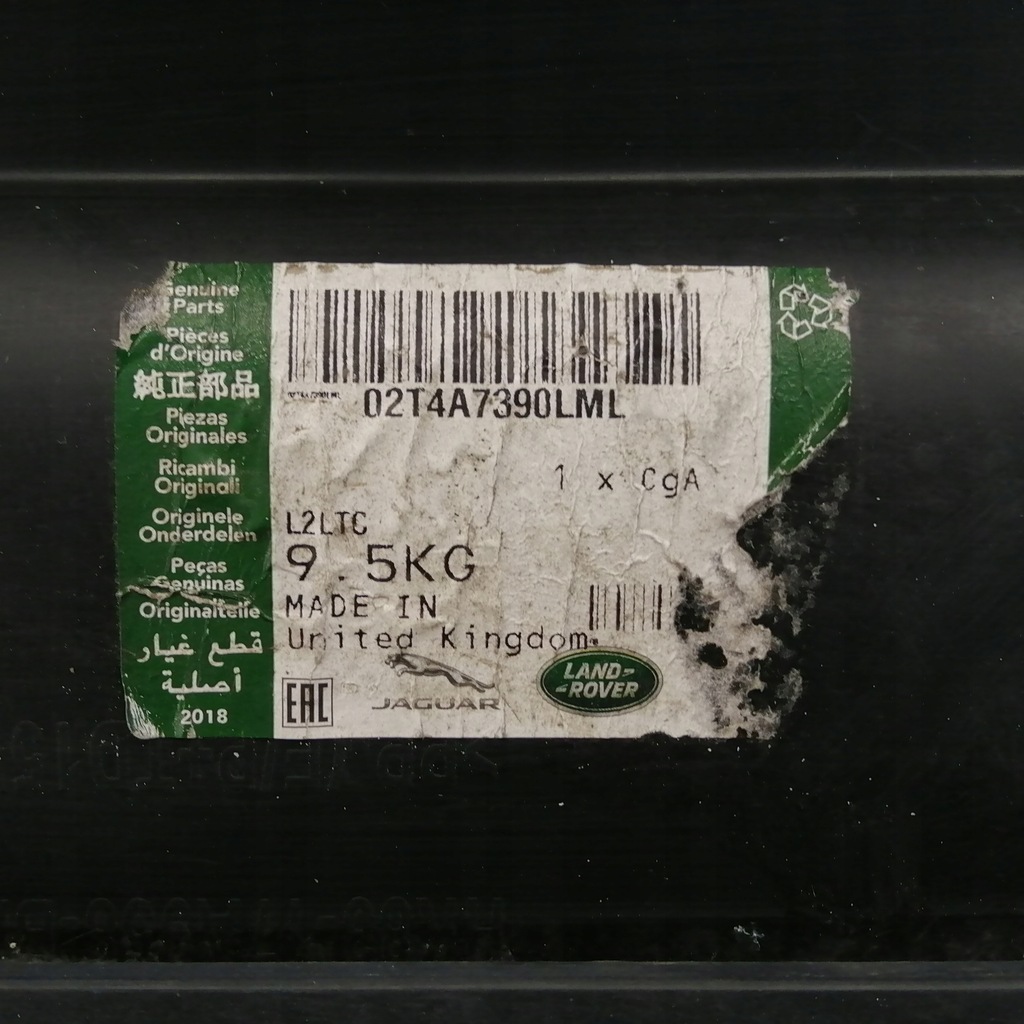 Genuine
Parts
Pièces
d'Origine
純正部品
Piezas
Originales
Ricambi
Originali
Originele
Onderdelen
Peças
Genuinas
Originalteile
قطع غيار
أصلية
2018
02T4A7390LML
1 x CgA
L2LTC
9.5KG
MADE IN
United Kingdom
EAC
JAGUAR
LAND-
-ROVER